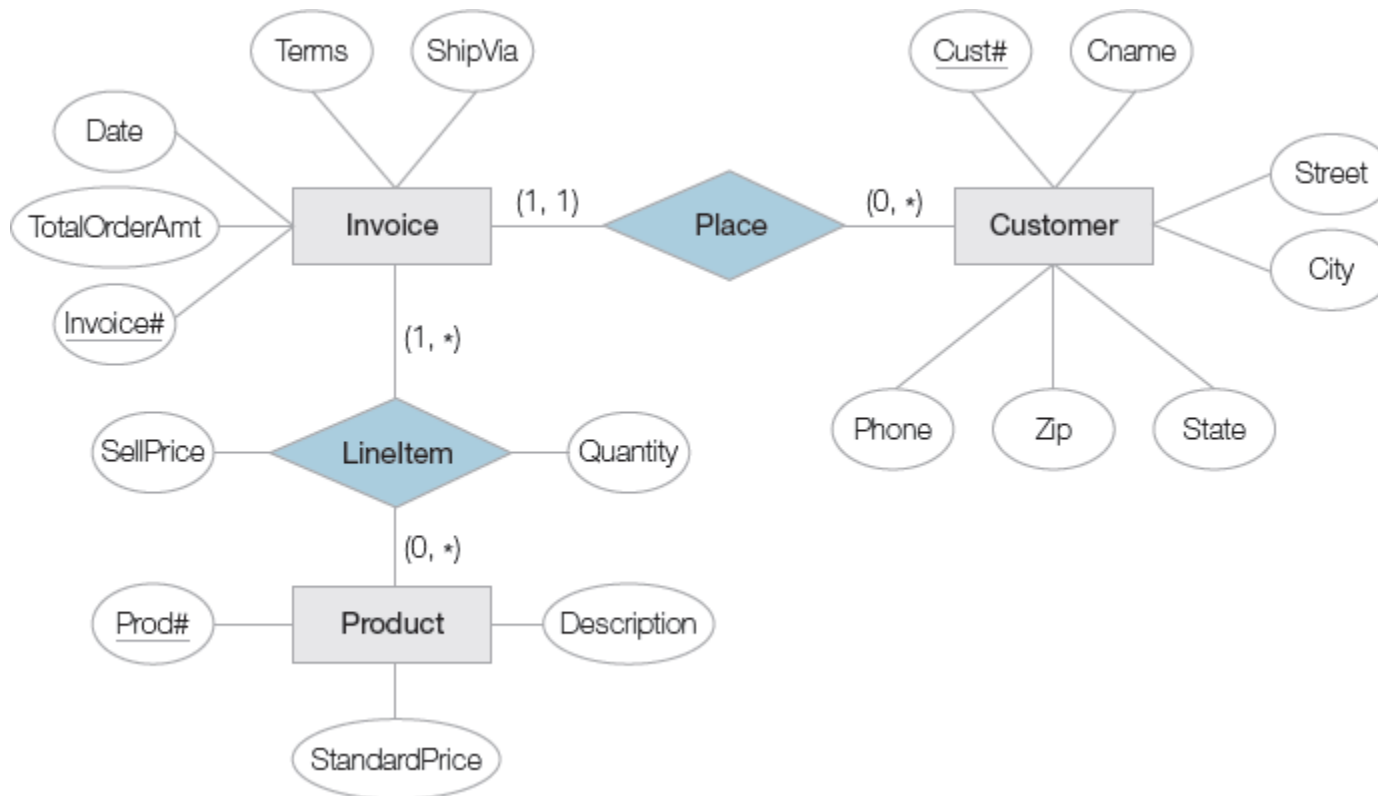 Terms
ShipVia
Cust#
Cname
Date
Street
TotalOrderAmt
Invoice
(1, 1)
Place
(0, *)
Customer
City
Invoice#
(1, *)
Phone
Zip
State
SellPrice
LineItem
Quantity
(0, *)
Prod#
Product
Description
StandardPrice